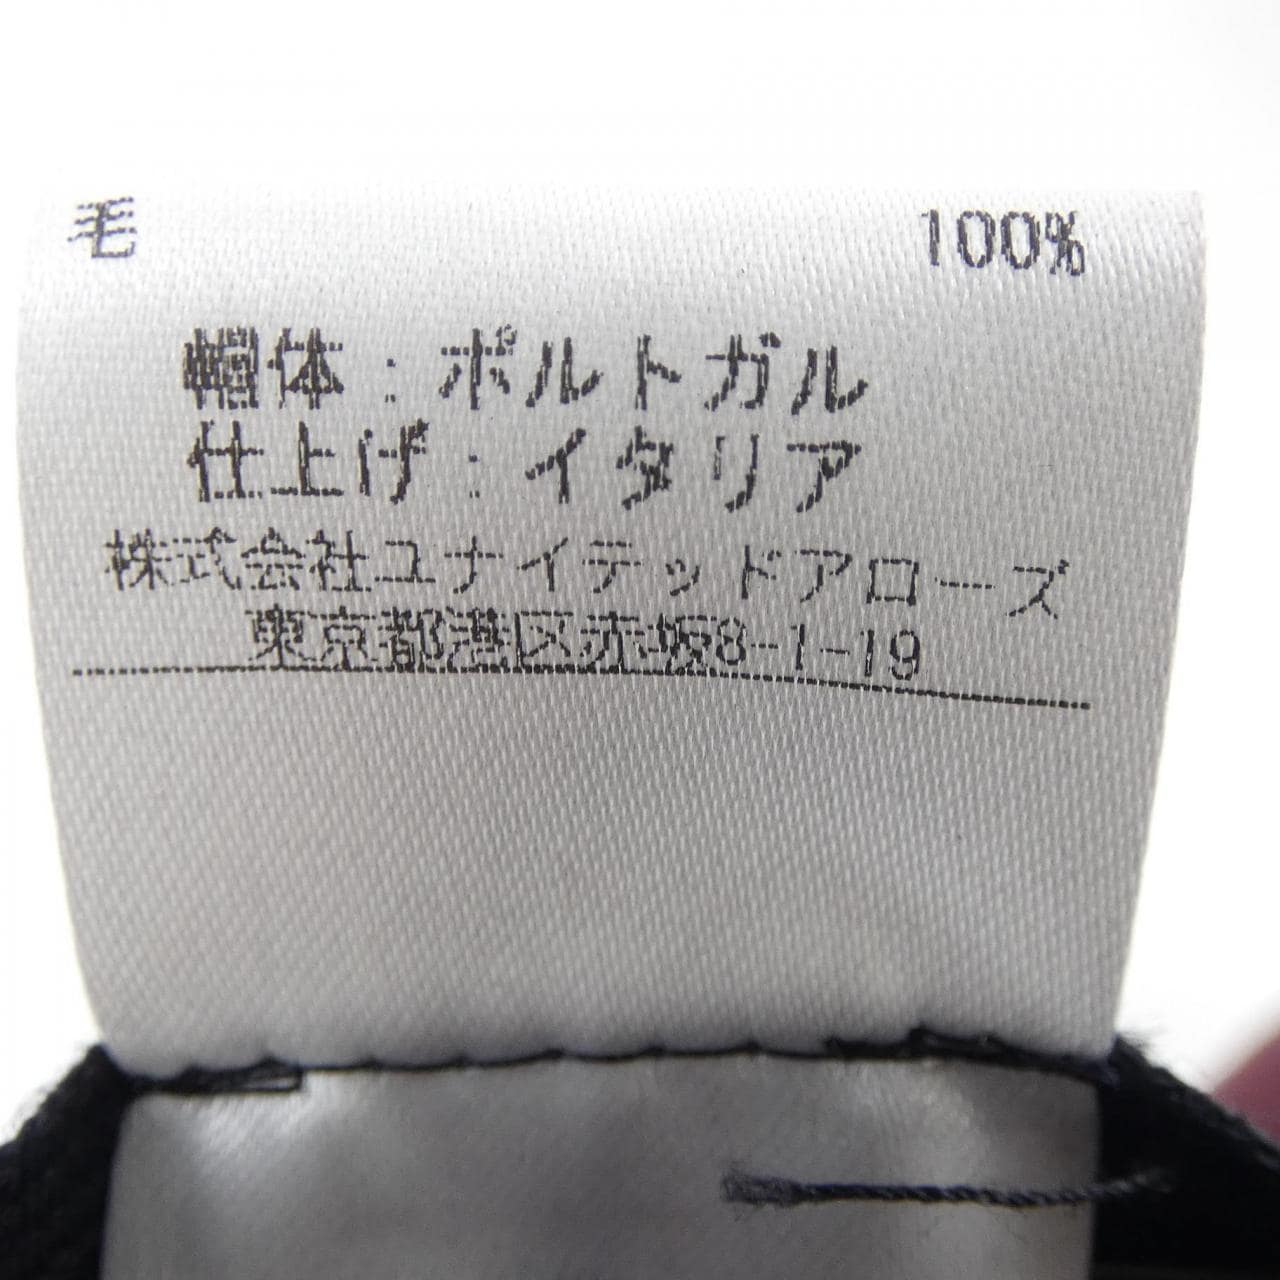 毛 100%
帽体：ポルトガル
仕上げ：イタリア
株式会社ユナイテッドアローズ
東京都港区赤坂8-1-19